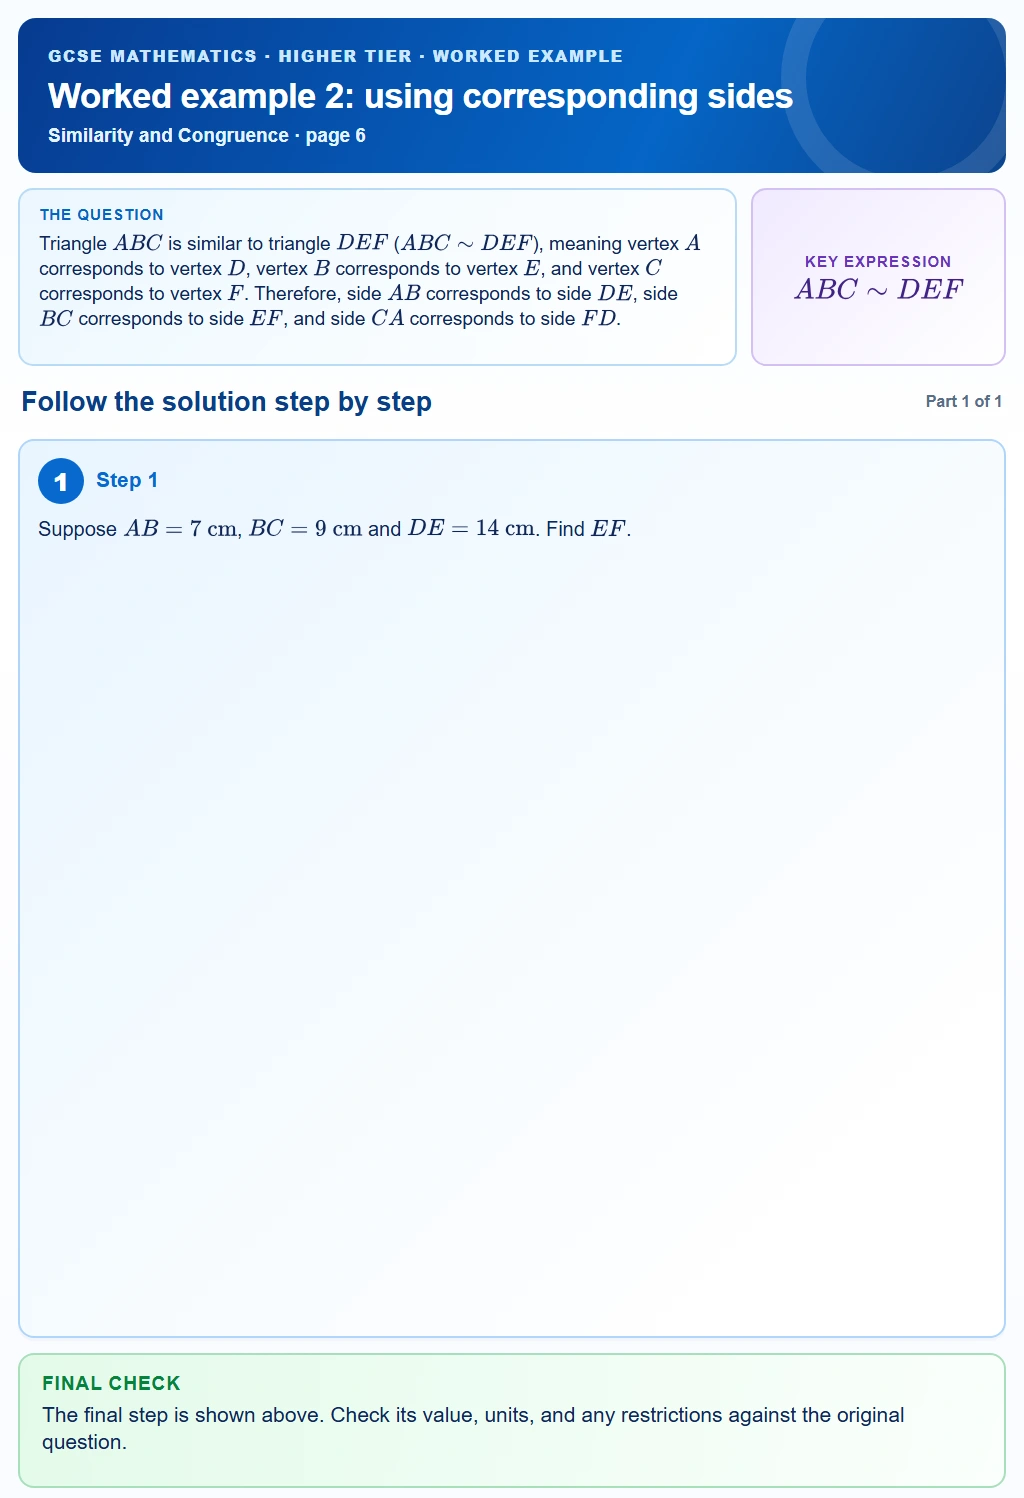 GCSE MATHEMATICS · HIGHER TIER · WORKED EXAMPLE
Worked example 2: using corresponding sides
Similarity and Congruence · page 6
THE QUESTION
Triangle ABC is similar to triangle DEF (ABC ∼ DEF), meaning vertex A
corresponds to vertex D, vertex B corresponds to vertex E, and vertex C
corresponds to vertex F. Therefore, side AB corresponds to side DE, side
BC corresponds to side EF, and side CA corresponds to side FD.
KEY EXPRESSION
ABC ∼ DEF
Follow the solution step by step
Part 1 of 1
1 Step 1
Suppose AB = 7 cm, BC = 9 cm and DE = 14 cm. Find EF.
FINAL CHECK
The final step is shown above. Check its value, units, and any restrictions against the original
question.